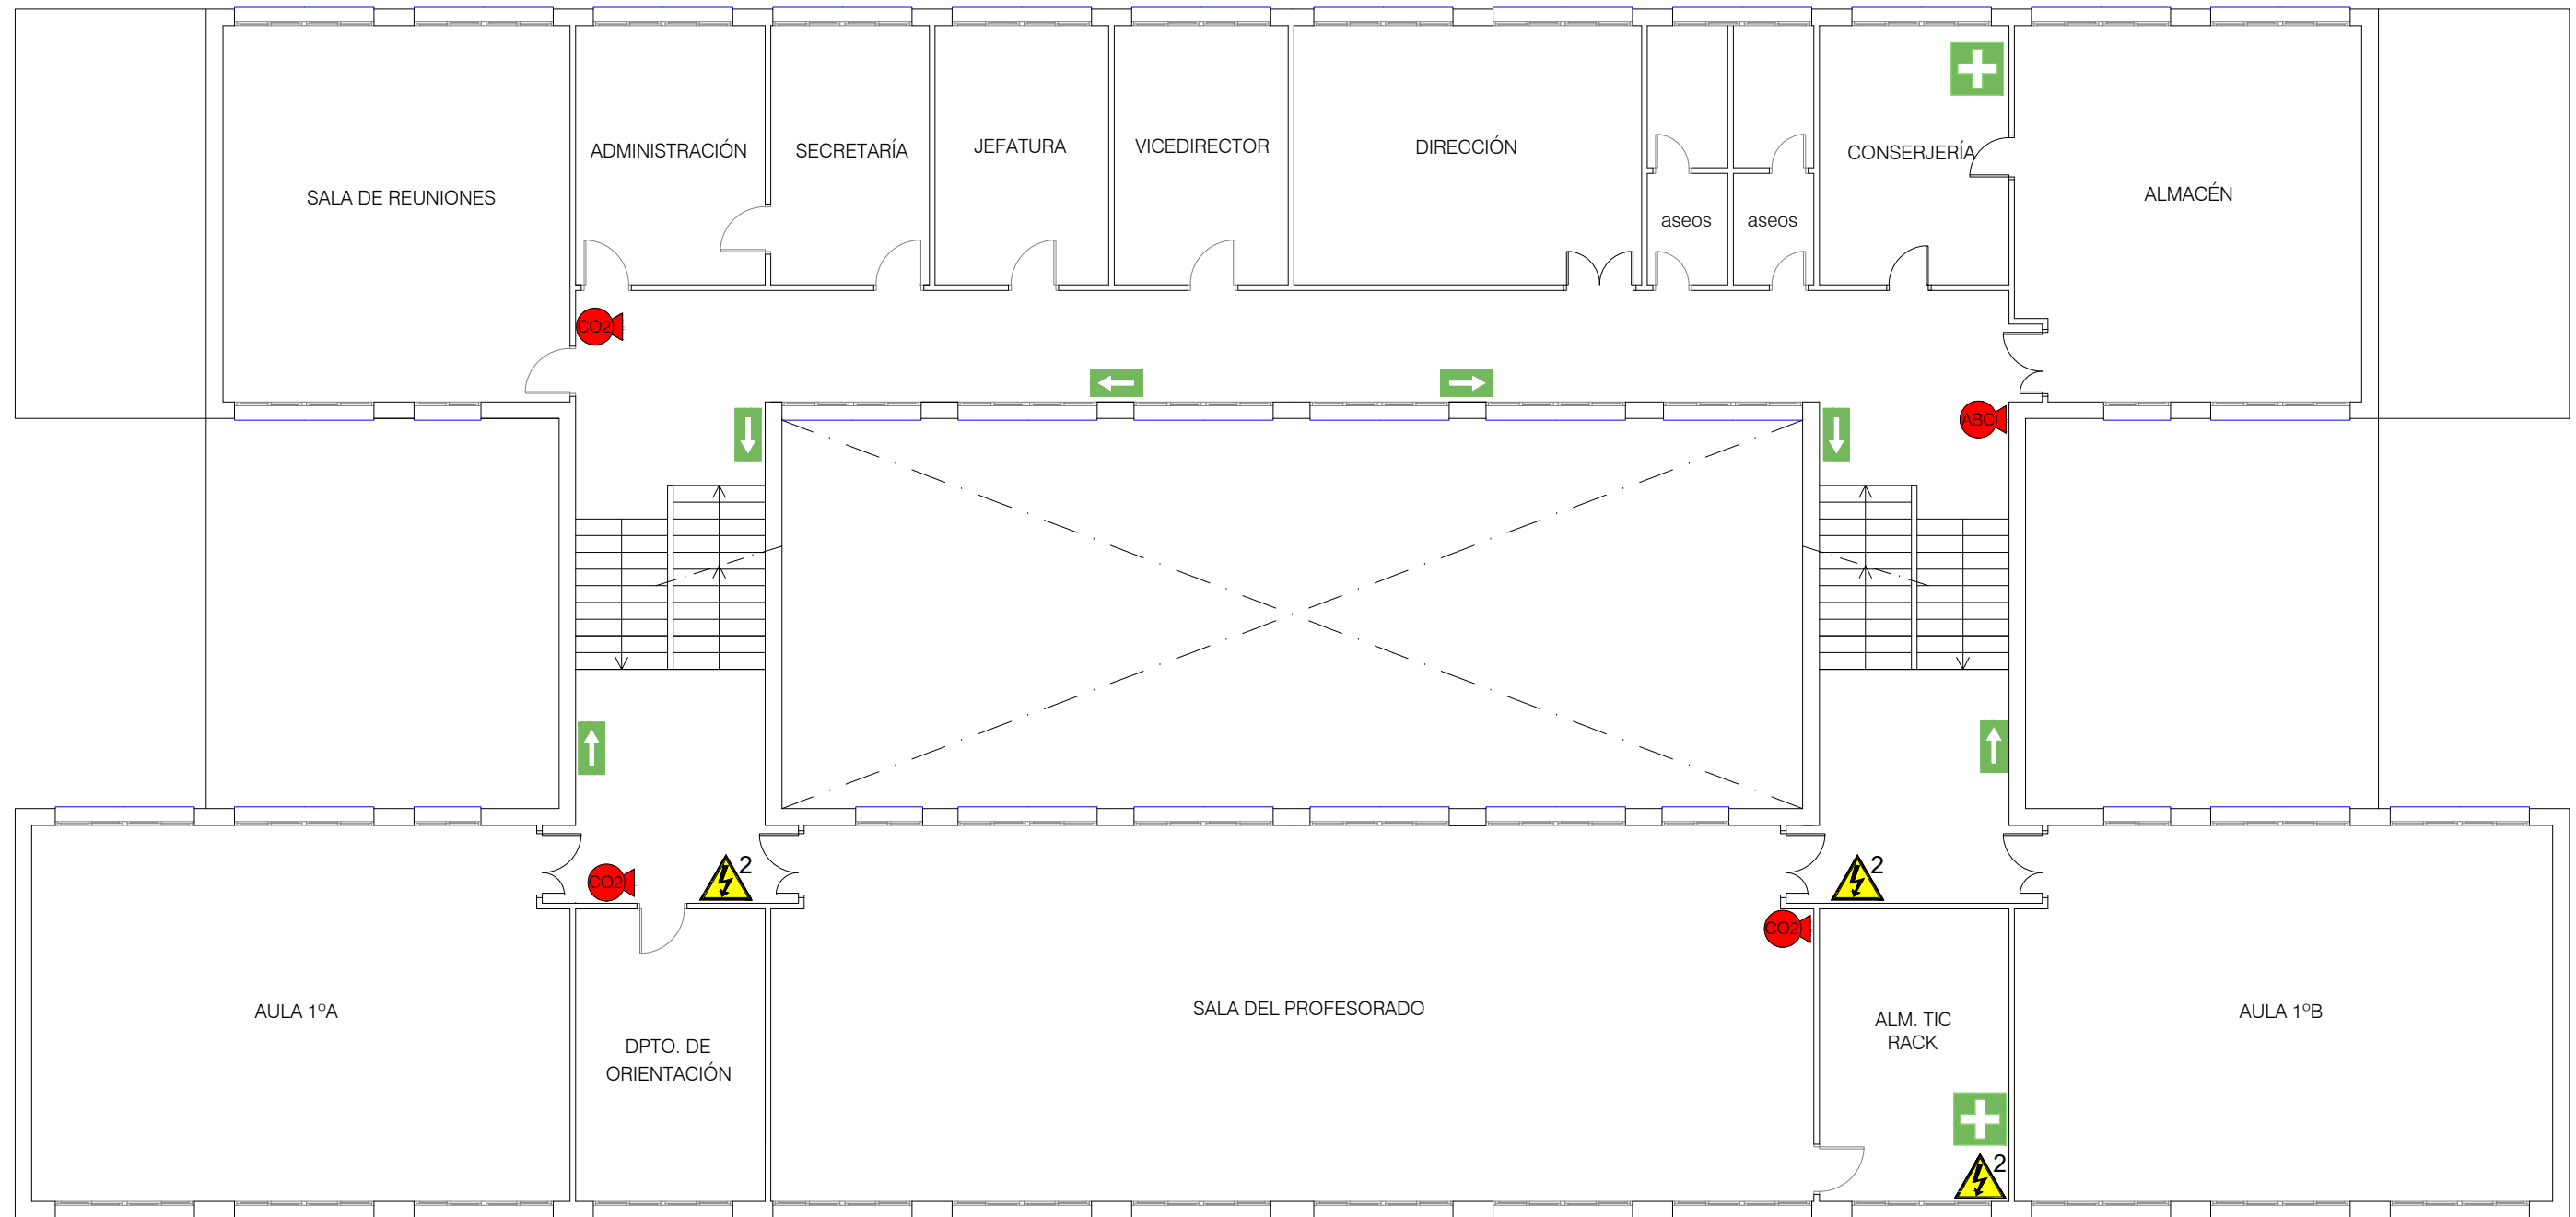 ADMINISTRACIÓN
SECRETARÍA
JEFATURA
VICEDIRECTOR
DIRECCIÓN
CONSERJERÍA
SALA DE REUNIONES
ALMACÉN
aseos
aseos
CO2
ABC
CO2
2
2
CO2
AULA 1ºA
SALA DEL PROFESORADO
ALM. TIC
RACK
AULA 1ºB
DPTO. DE
ORIENTACIÓN
2